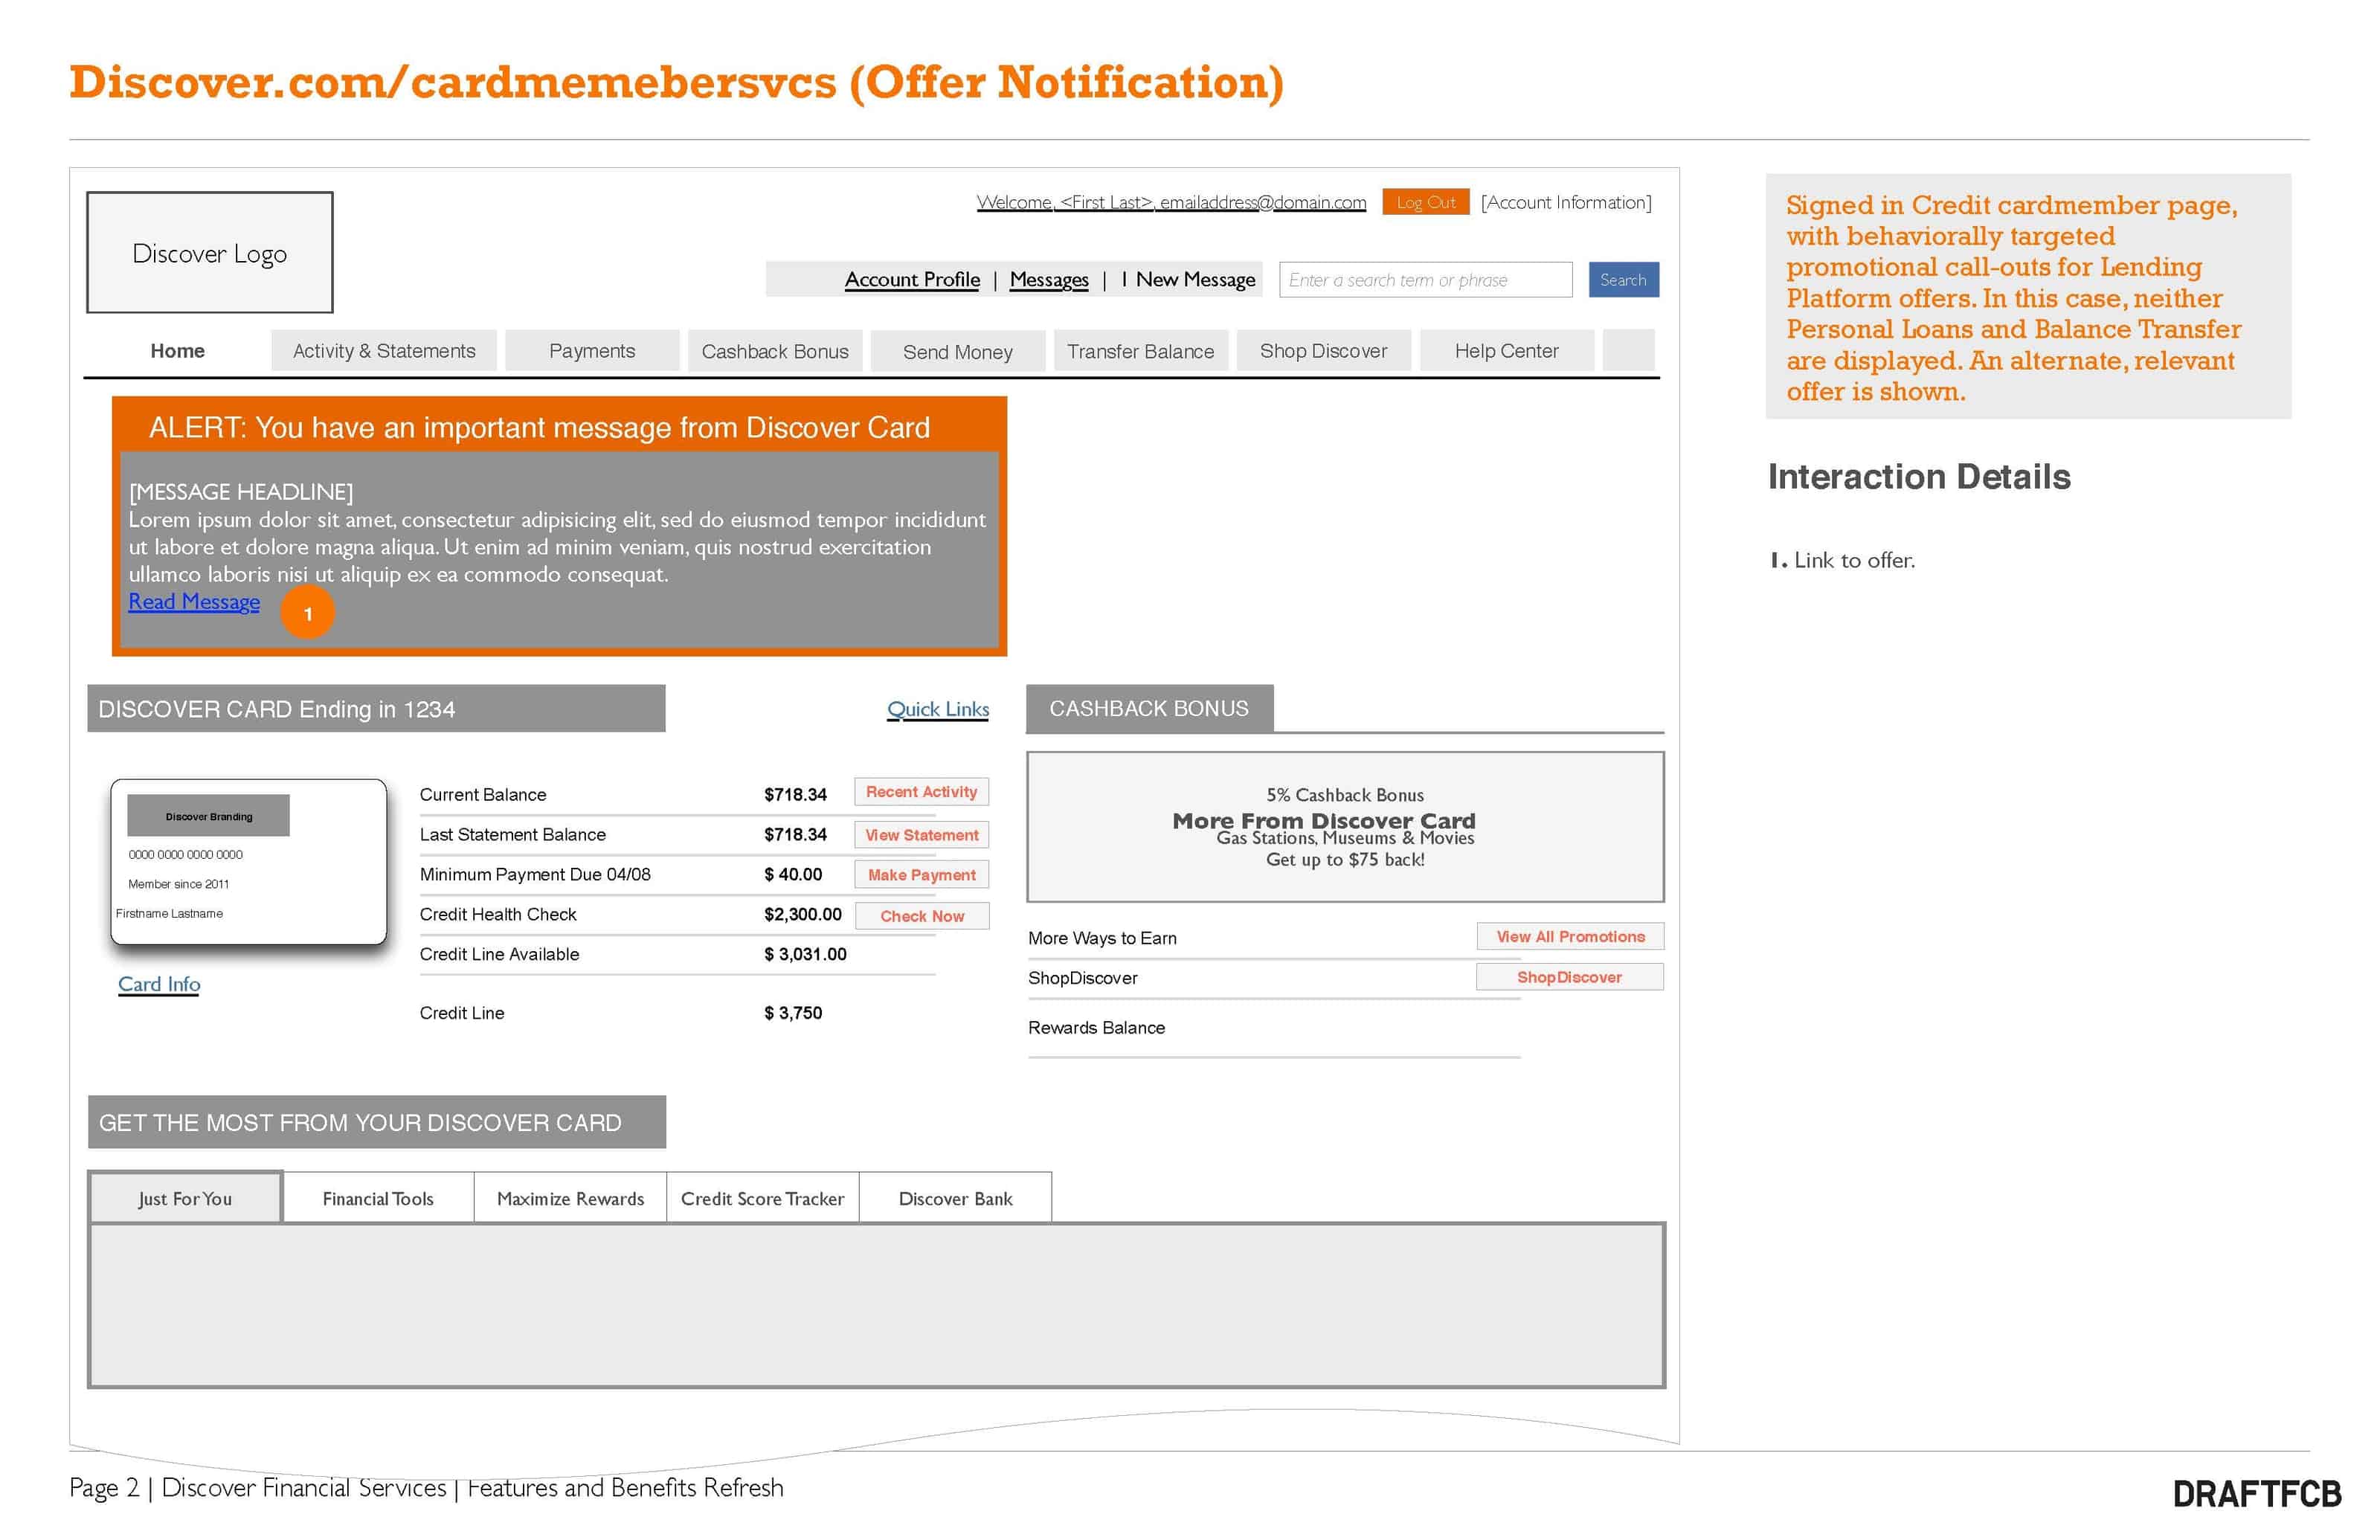 Discover.com/cardmemebersvcs (Offer Notification)
Welcome, <First Last>, emailaddress@domain.com Log Out [Account Information]
Discover Logo
Account Profile | Messages | 1 New Message Enter a search term or phrase Search
Home Activity & Statements Payments Cashback Bonus Send Money Transfer Balance Shop Discover Help Center
ALERT: You have an important message from Discover Card
[MESSAGE HEADLINE]
Lorem ipsum dolor sit amet, consectetur adipisicing elit, sed do eiusmod tempor incididunt
ut labore et dolore magna aliqua. Ut enim ad minim veniam, quis nostrud exercitation
ullamco laboris nisi ut aliquip ex ea commodo consequat.
Read Message 1
DISCOVER CARD Ending in 1234 Quick Links
Discover Branding
0000 0000 0000 0000
Member since 2011
Firstname Lastname
Card Info
Current Balance $718.34 Recent Activity
Last Statement Balance $718.34 View Statement
Minimum Payment Due 04/08 $ 40.00 Make Payment
Credit Health Check $2,300.00 Check Now
Credit Line Available $ 3,031.00
Credit Line $ 3,750
CASHBACK BONUS
5% Cashback Bonus
More From Discover Card
Gas Stations, Museums & Movies
Get up to $75 back!
More Ways to Earn View All Promotions
ShopDiscover ShopDiscover
Rewards Balance
GET THE MOST FROM YOUR DISCOVER CARD
Just For You Financial Tools Maximize Rewards Credit Score Tracker Discover Bank
Signed in Credit cardmember page,
with behaviorally targeted
promotional call-outs for Lending
Platform offers. In this case, neither
Personal Loans and Balance Transfer
are displayed. An alternate, relevant
offer is shown.
Interaction Details
1. Link to offer.
Page 2 | Discover Financial Services | Features and Benefits Refresh
DRAFTFCB